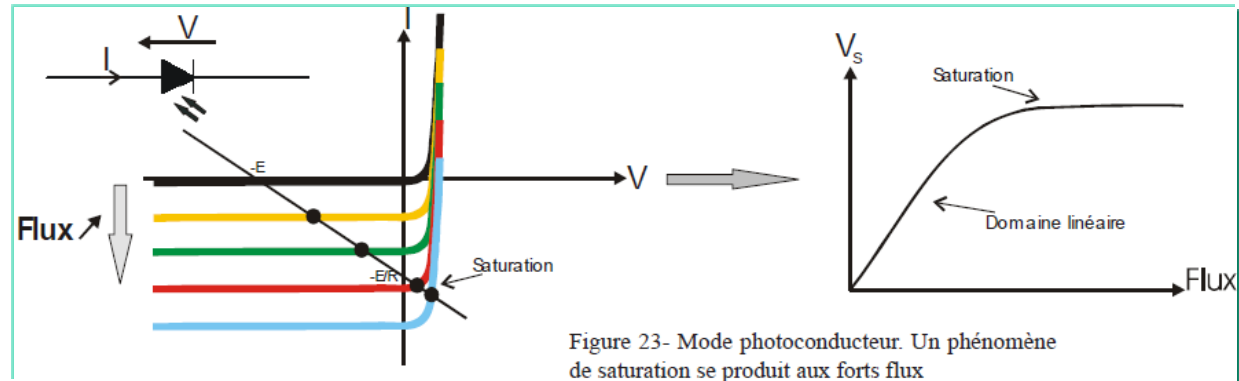 V
I
I
-E
V
Flux
-E/R
Saturation
Vs
Saturation
Domaine linéaire
Flux
Figure 23- Mode photoconducteur. Un phénomène
de saturation se produit aux forts flux